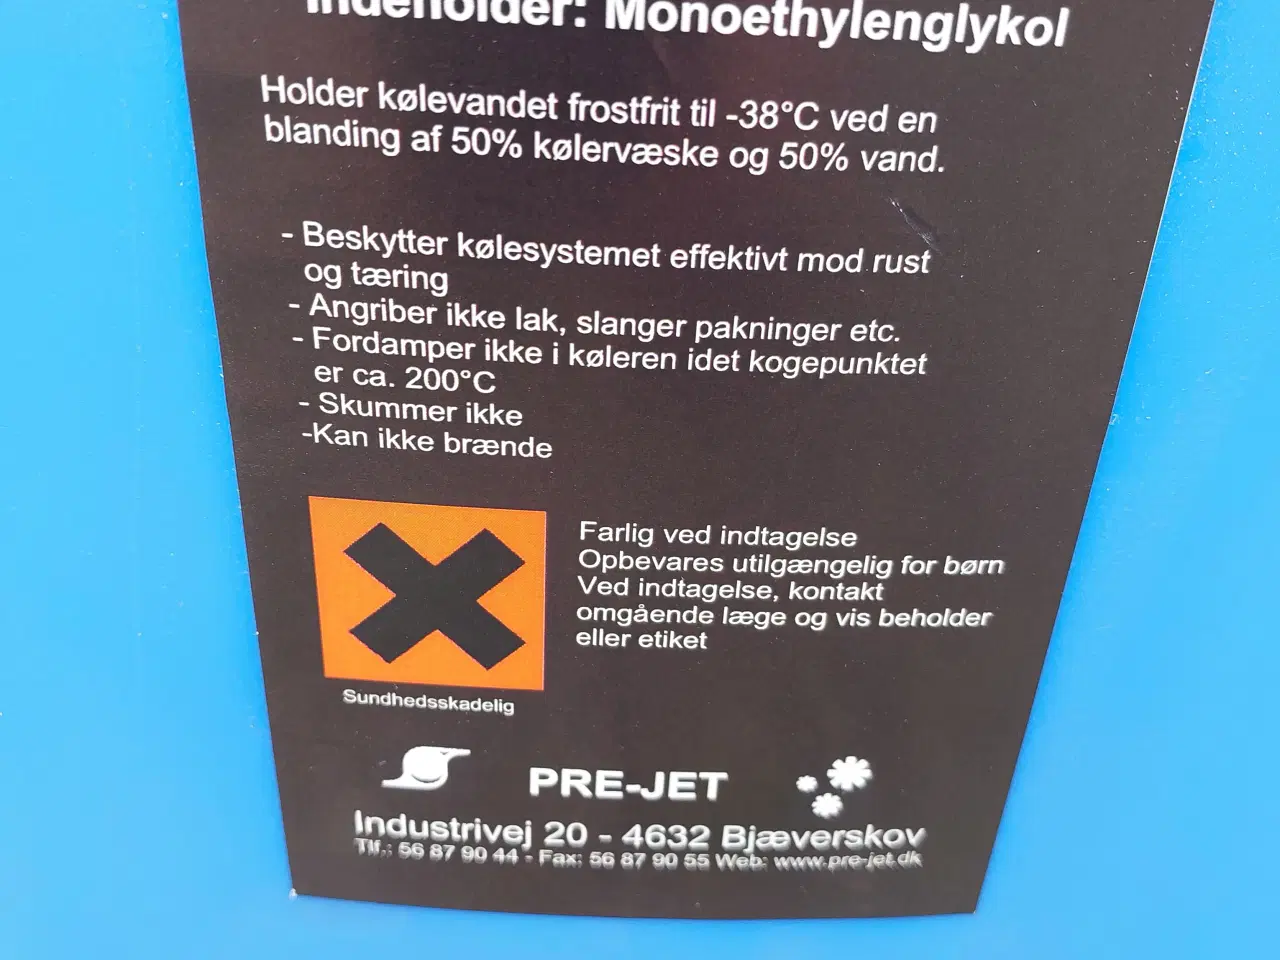 Indeholder: Monoethylenglykol
Holder kølevandet frostfrit til -38°C ved en
blanding af 50% kølervæske og 50% vand.
- Beskytter kølesystemet effektivt mod rust
og tæring
- Angriber ikke lak, slanger pakninger etc.
- Fordamper ikke i køleren idet kogepunktet
er ca. 200°C
- Skummer ikke
-Kan ikke brænde
Farlig ved indtagelse
Opbevares utilgængelig for børn
Ved indtagelse, kontakt
omgående læge og vis beholder
eller etiket
Sundhedsskadelig
PRE-JET
Industrivej 20 - 4632 Bjæverskov
Tlf.: 56 87 90 44 - Fax: 56 87 90 55 Web: www.pre-jet.dk